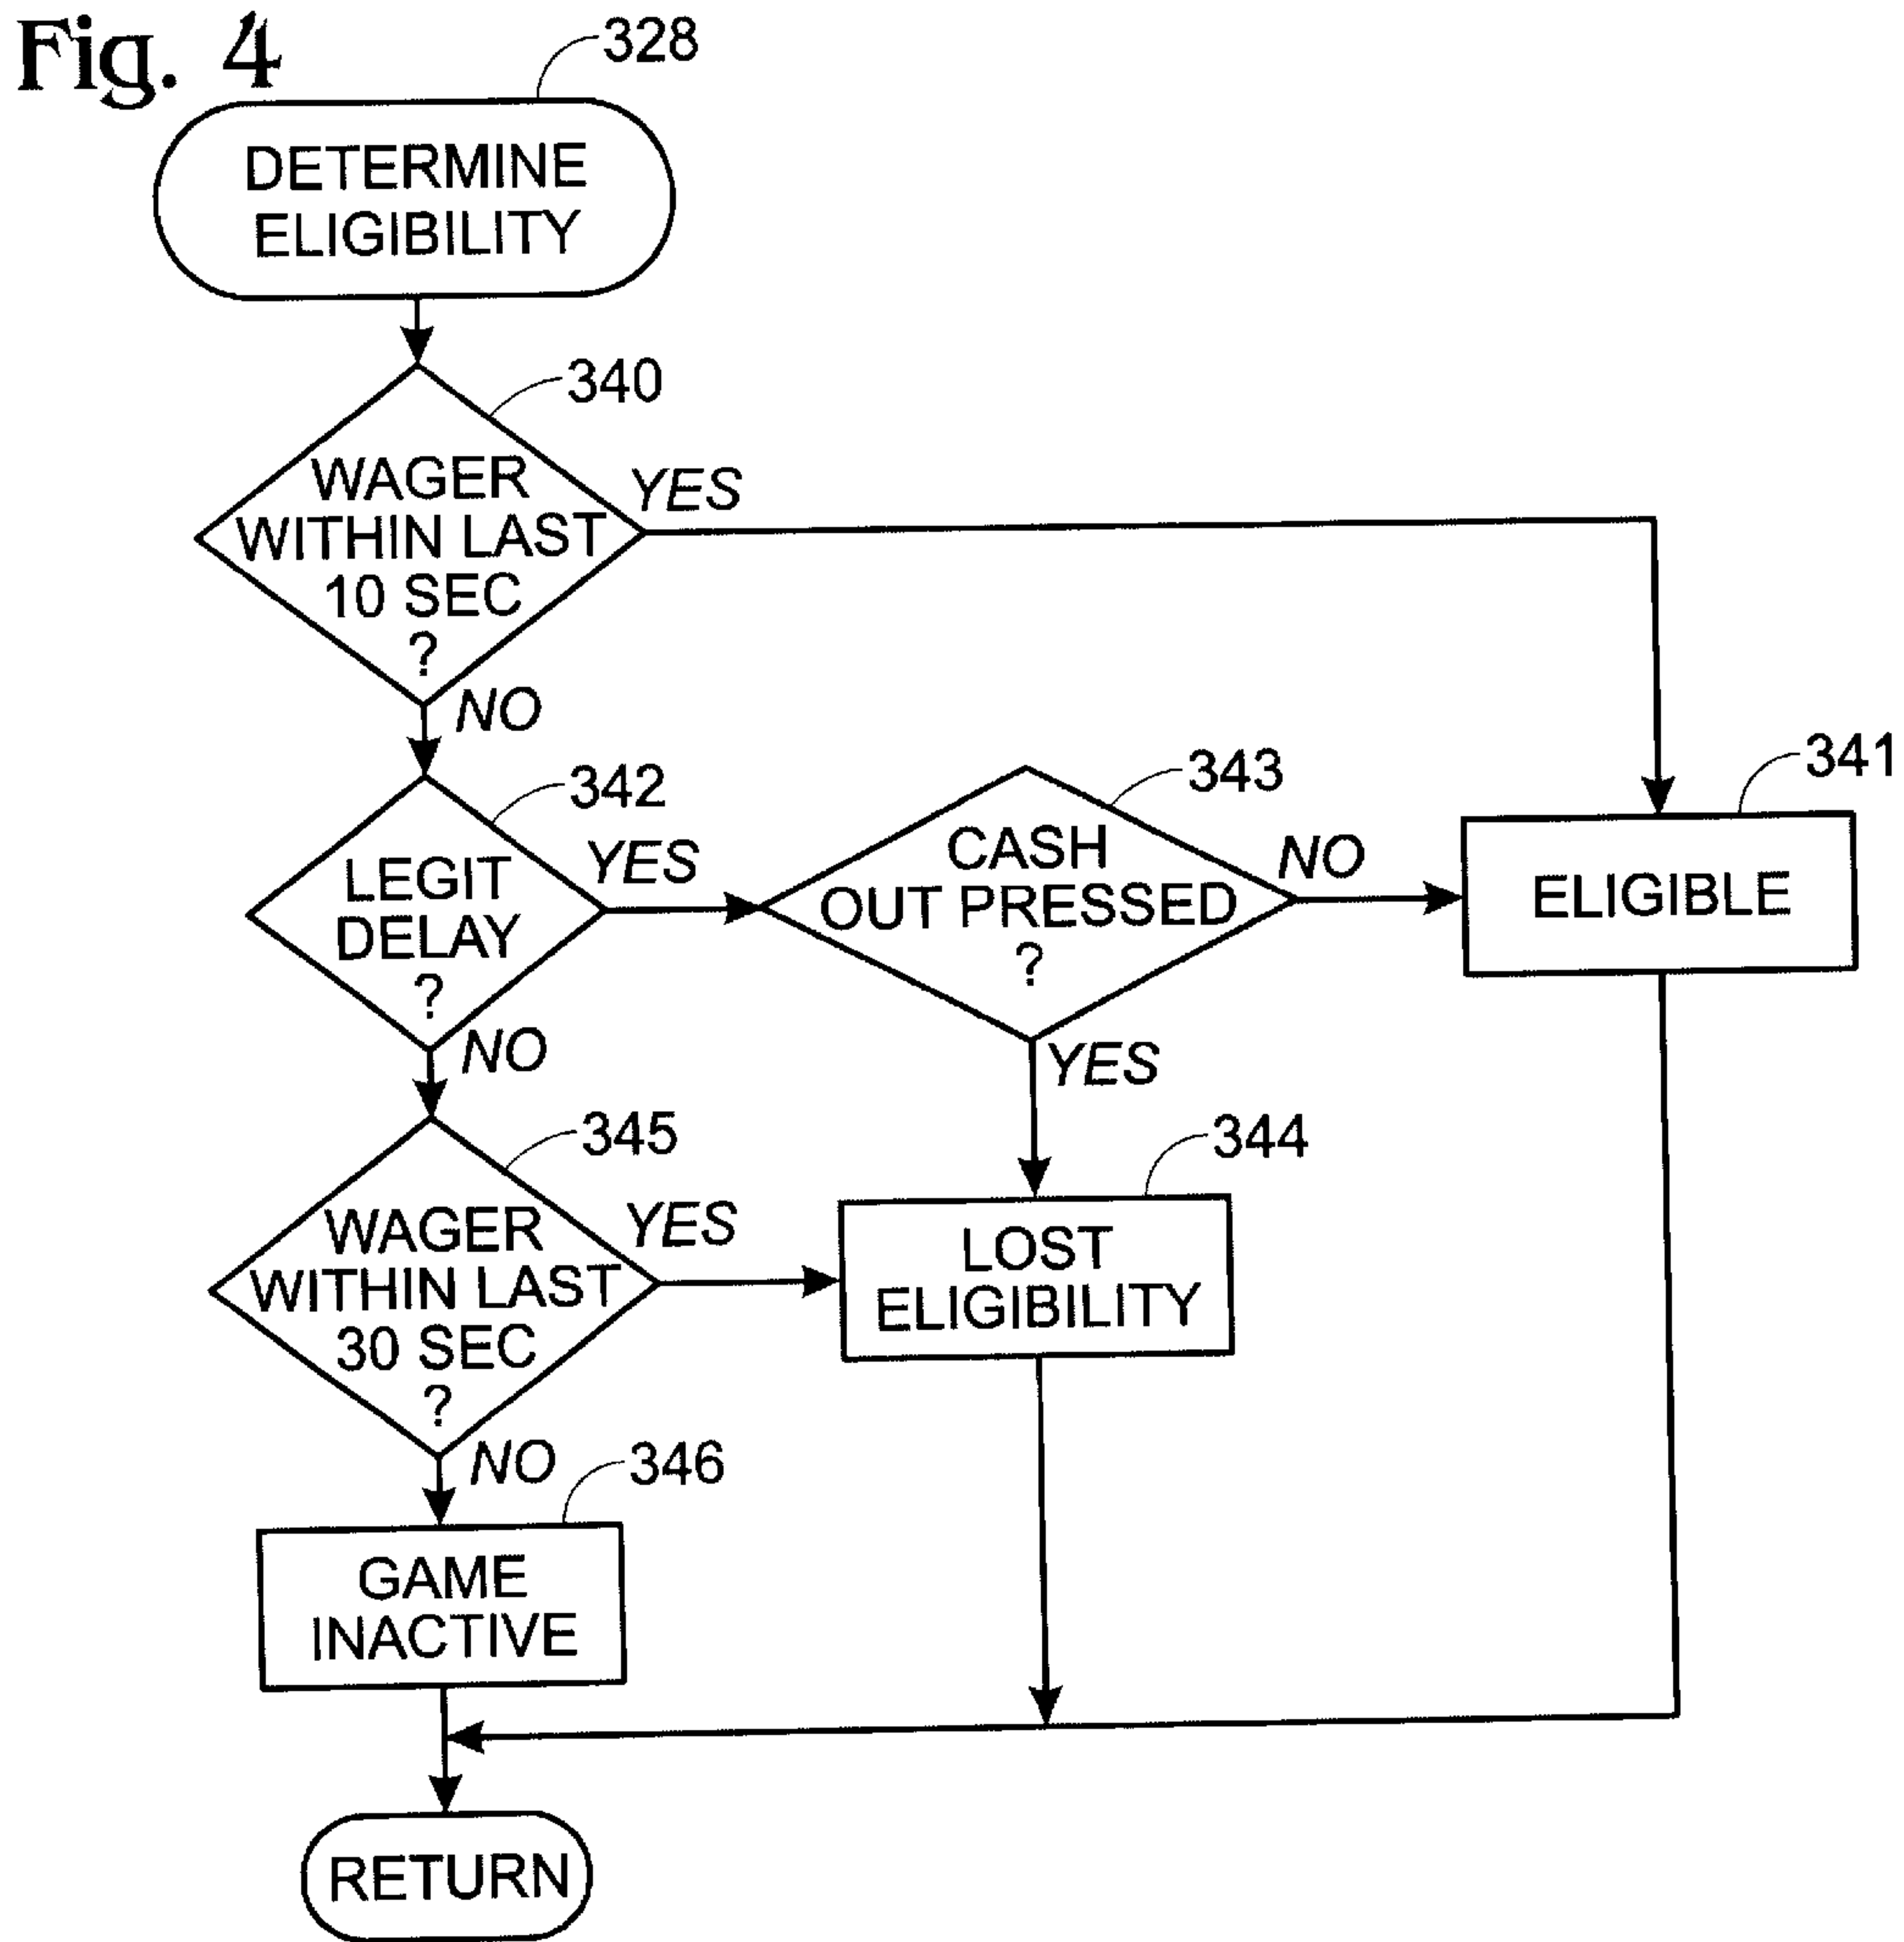 Fig. 4
328
DETERMINE
ELIGIBILITY
340
WAGER
WITHIN LAST
10 SEC
?
YES
NO
342
LEGIT
DELAY
?
YES
NO
343
CASH
OUT PRESSED
?
NO
YES
341
ELIGIBLE
345
WAGER
WITHIN LAST
30 SEC
?
YES
NO
344
LOST
ELIGIBILITY
346
GAME
INACTIVE
RETURN